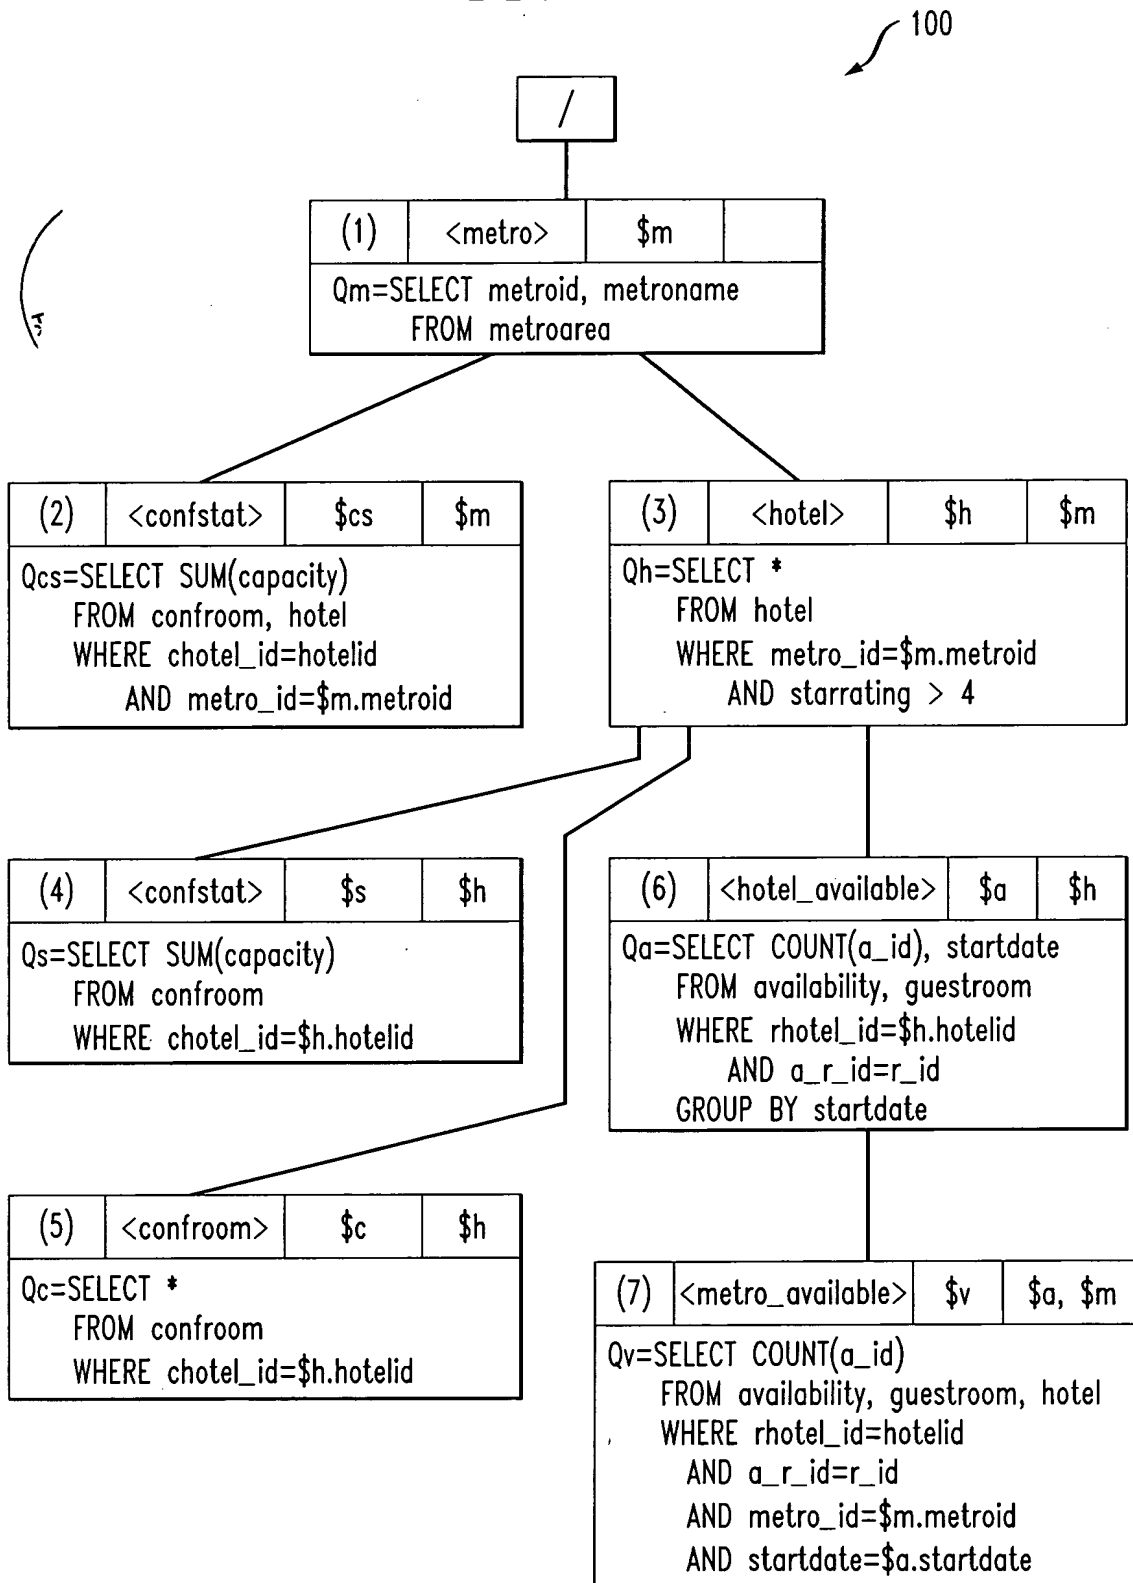 100
/
(1) <metro> $m
Qm=SELECT metroid, metroname
FROM metroarea
(2) <confstat> $cs $m
Qcs=SELECT SUM(capacity)
FROM confroom, hotel
WHERE chotel_id=hotelid
AND metro_id=$m.metroid
(3) <hotel> $h $m
Qh=SELECT *
FROM hotel
WHERE metro_id=$m.metroid
AND starrating > 4
(4) <confstat> $s $h
Qs=SELECT SUM(capacity)
FROM confroom
WHERE chotel_id=$h.hotelid
(6) <hotel_available> $a $h
Qa=SELECT COUNT(a_id), startdate
FROM availability, guestroom
WHERE rhotel_id=$h.hotelid
AND a_r_id=r_id
GROUP BY startdate
(5) <confroom> $c $h
Qc=SELECT *
FROM confroom
WHERE chotel_id=$h.hotelid
(7) <metro_available> $v $a, $m
Qv=SELECT COUNT(a_id)
FROM availability, guestroom, hotel
WHERE rhotel_id=hotelid
AND a_r_id=r_id
AND metro_id=$m.metroid
AND startdate=$a.startdate